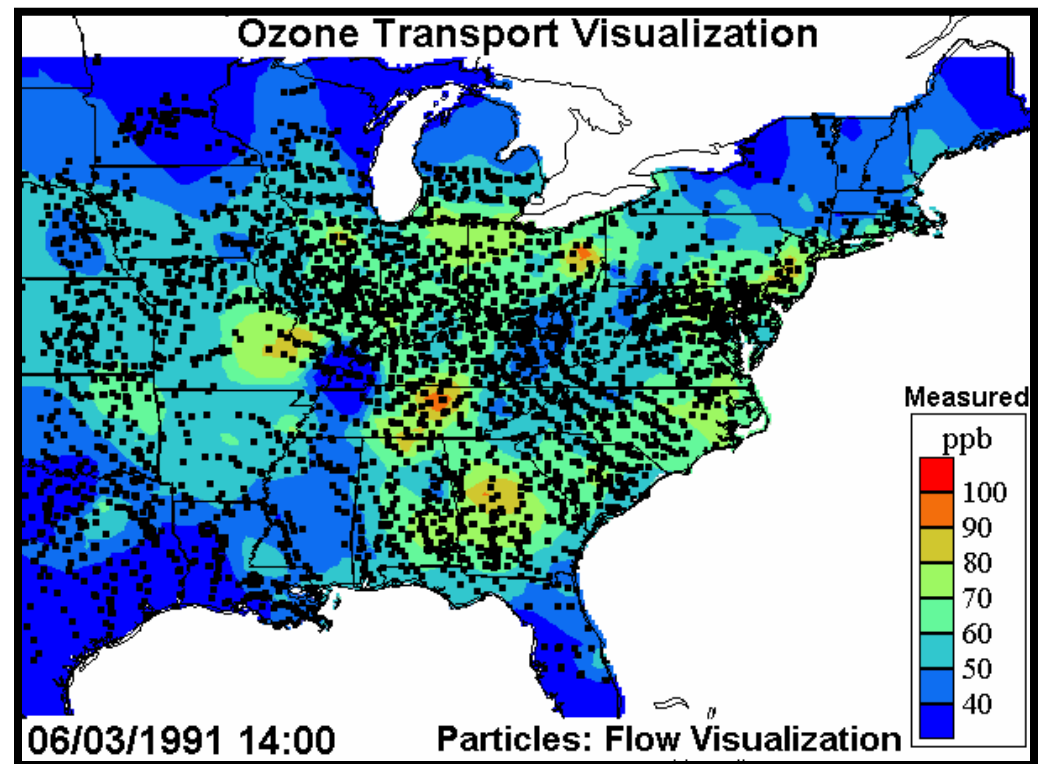 Ozone Transport Visualization
Measured
ppb
100
90
80
70
60
50
40
06/03/1991 14:00
Particles: Flow Visualization